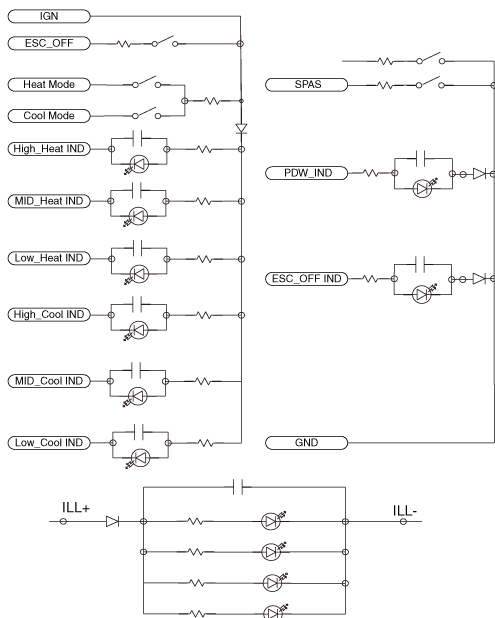 IGN
ESC_OFF
Heat Mode
Cool Mode
High_Heat IND
MID_Heat IND
Low_Heat IND
High_Cool IND
MID_Cool IND
Low_Cool IND
SPAS
PDW_IND
ESC_OFF IND
GND
ILL+
ILL-